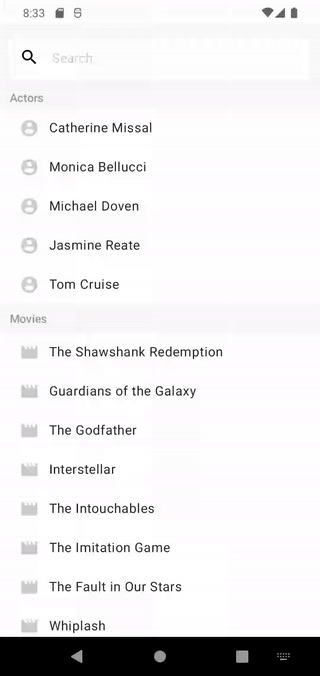 8:33
Search
Actors
Catherine Missal
Monica Bellucci
Michael Doven
Jasmine Reate
Tom Cruise
Movies
The Shawshank Redemption
Guardians of the Galaxy
The Godfather
Interstellar
The Intouchables
The Imitation Game
The Fault in Our Stars
Whiplash